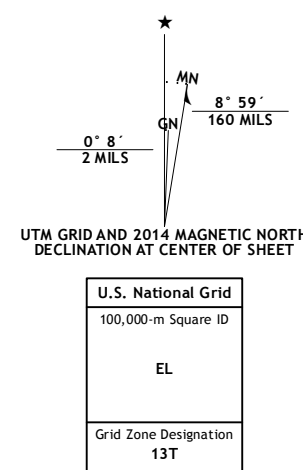 ★
MN
8° 59´
160 MILS
GN
0° 8´
2 MILS
UTM GRID AND 2014 MAGNETIC NORTH
DECLINATION AT CENTER OF SHEET
U.S. National Grid
100,000-m Square ID
EL
Grid Zone Designation
13T